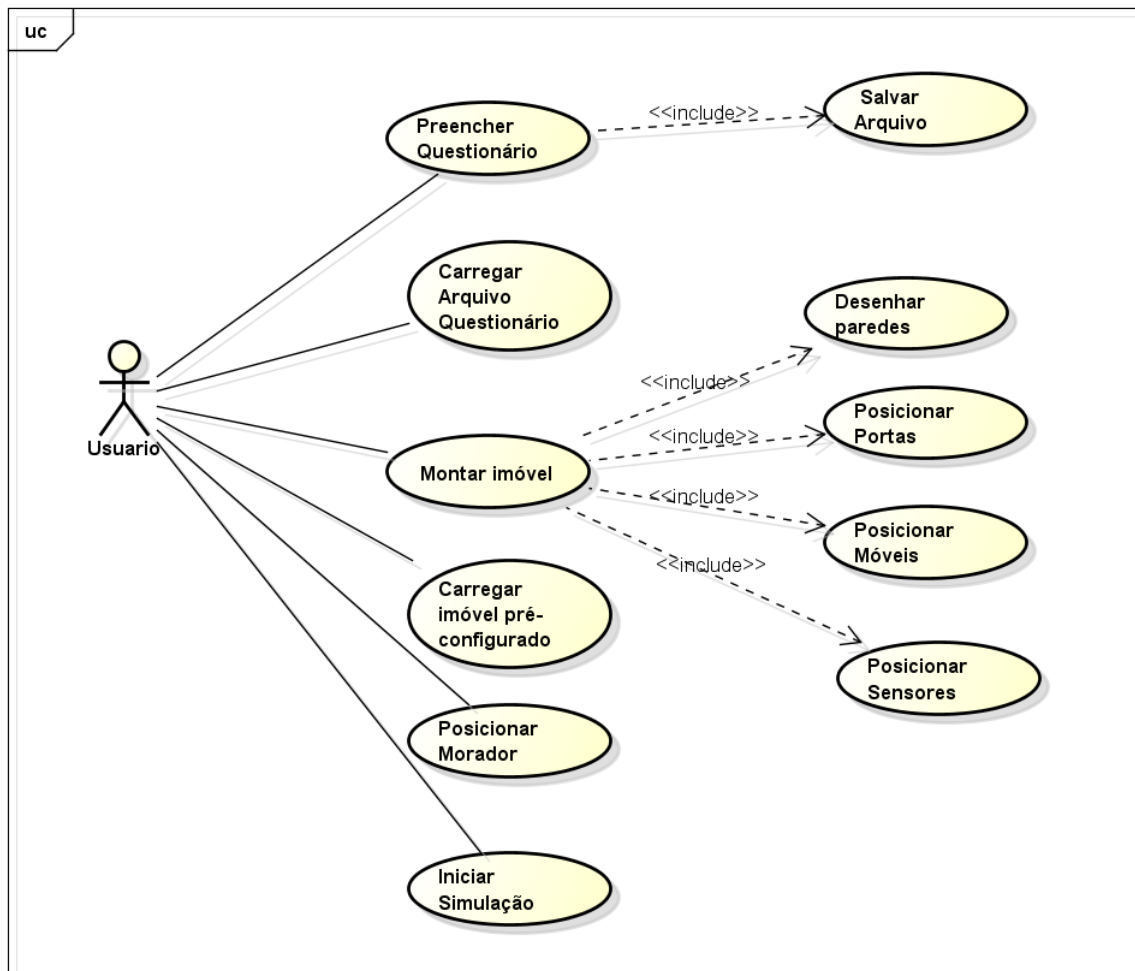 uc
Preencher
Questionário
<<include>>
Salvar
Arquivo
Carregar
Arquivo
Questionário
Desenhar
paredes
<<include>>
Usuario
Montar imóvel
<<include>>
Posicionar
Portas
<<include>>
Posicionar
Móveis
<<include>>
Carregar
imóvel pré-
configurado
Posicionar
Sensores
Posicionar
Morador
Iniciar
Simulação